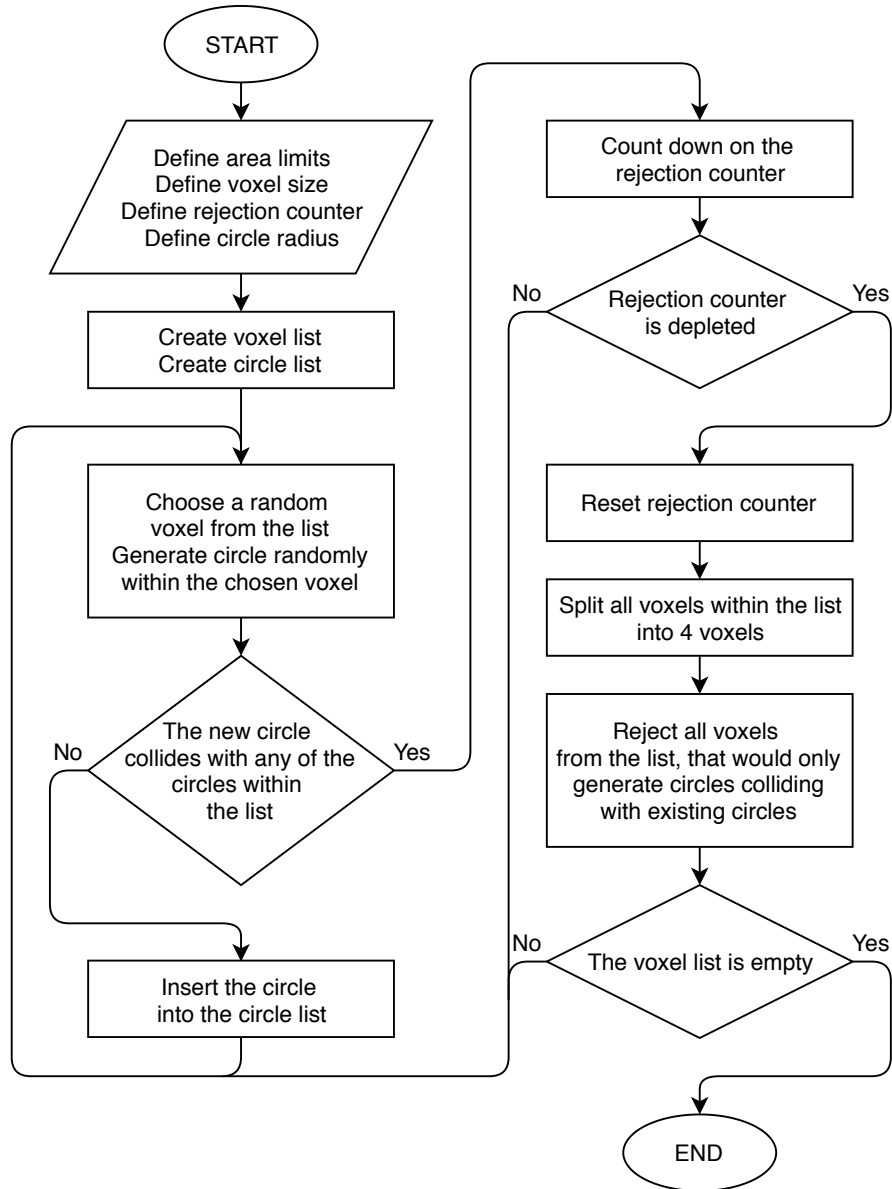 START
Define area limits
Define voxel size
Define rejection counter
Define circle radius
Create voxel list
Create circle list
Choose a random
voxel from the list
Generate circle randomly
within the chosen voxel
The new circle
collides with any of the
circles within
the list
No
Yes
Insert the circle
into the circle list
Count down on the
rejection counter
No
Yes
Rejection counter
is depleted
Reset rejection counter
Split all voxels within the list
into 4 voxels
Reject all voxels
from the list, that would only
generate circles colliding
with existing circles
No
Yes
The voxel list is empty
END